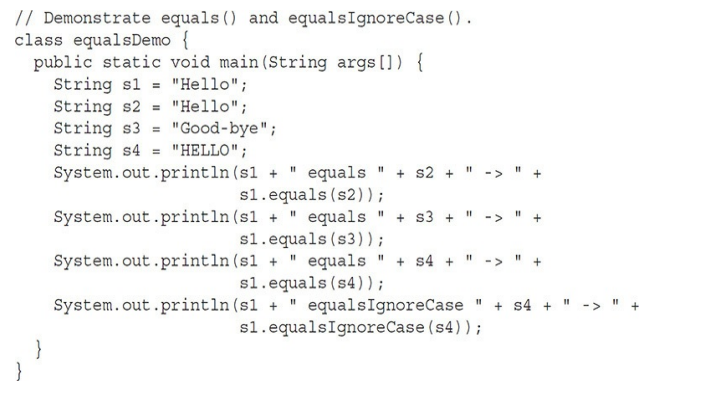 // Demonstrate equals() and equalsIgnoreCase().
class equalsDemo {
  public static void main(String args[]) {
    String s1 = "Hello";
    String s2 = "Hello";
    String s3 = "Good-bye";
    String s4 = "HELLO";
    System.out.println(s1 + " equals " + s2 + " -> " +
                       s1.equals(s2));
    System.out.println(s1 + " equals " + s3 + " -> " +
                       s1.equals(s3));
    System.out.println(s1 + " equals " + s4 + " -> " +
                       s1.equals(s4));
    System.out.println(s1 + " equalsIgnoreCase " + s4 + " -> " +
                       s1.equalsIgnoreCase(s4));
  }
}